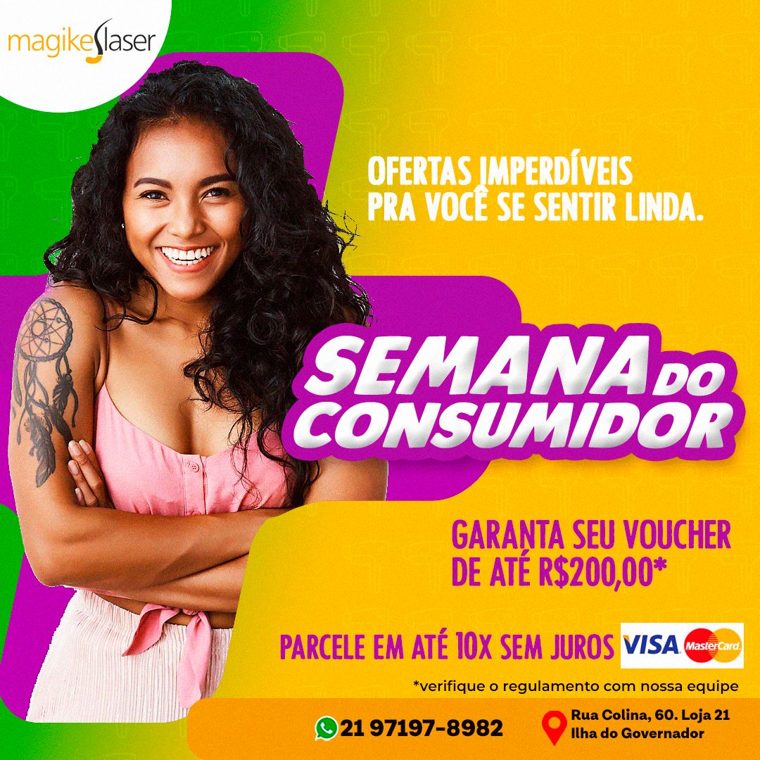 magikeslaser
OFERTAS IMPERDÍVEIS
PRA VOCÊ SE SENTIR LINDA.
SEMANA DO
CONSUMIDOR
GARANTA SEU VOUCHER
DE ATÉ R$200,00*
PARCELE EM ATÉ 10X SEM JUROS VISA MasterCard
*verifique o regulamento com nossa equipe
21 97197-8982
Rua Colina, 60. Loja 21
Ilha do Governador